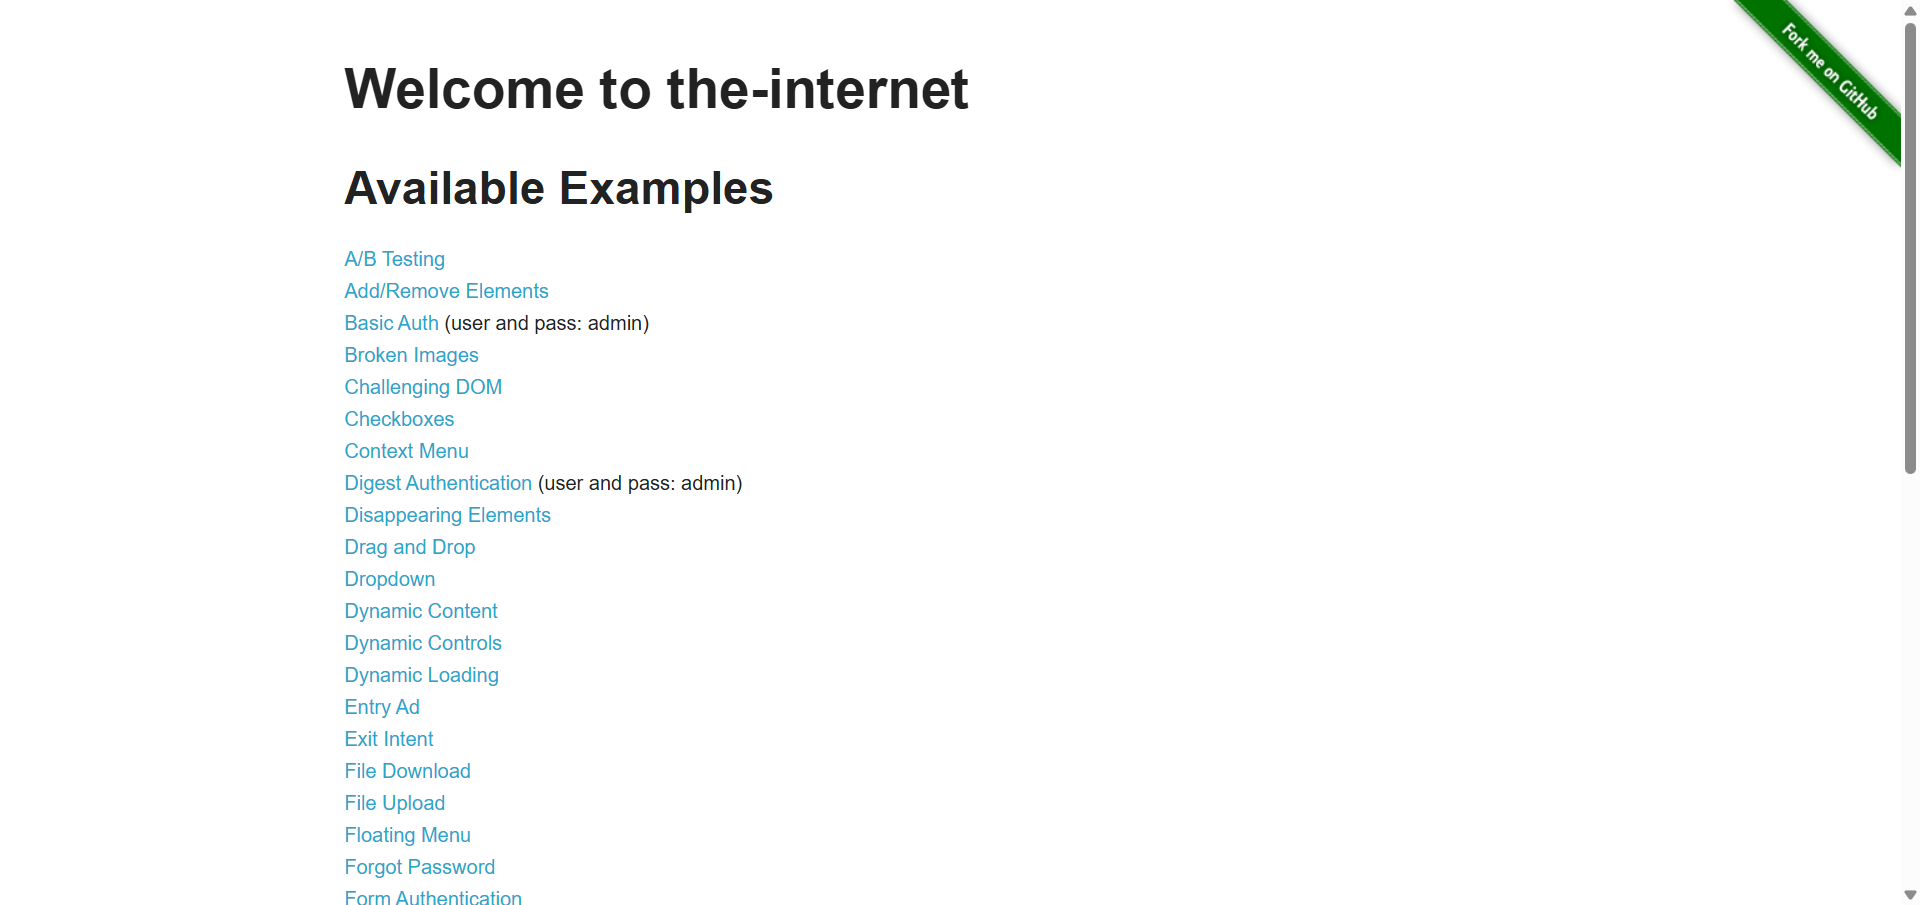 Fork me on GitHub
Welcome to the-internet
Available Examples
A/B Testing
Add/Remove Elements
Basic Auth (user and pass: admin)
Broken Images
Challenging DOM
Checkboxes
Context Menu
Digest Authentication (user and pass: admin)
Disappearing Elements
Drag and Drop
Dropdown
Dynamic Content
Dynamic Controls
Dynamic Loading
Entry Ad
Exit Intent
File Download
File Upload
Floating Menu
Forgot Password
Form Authentication